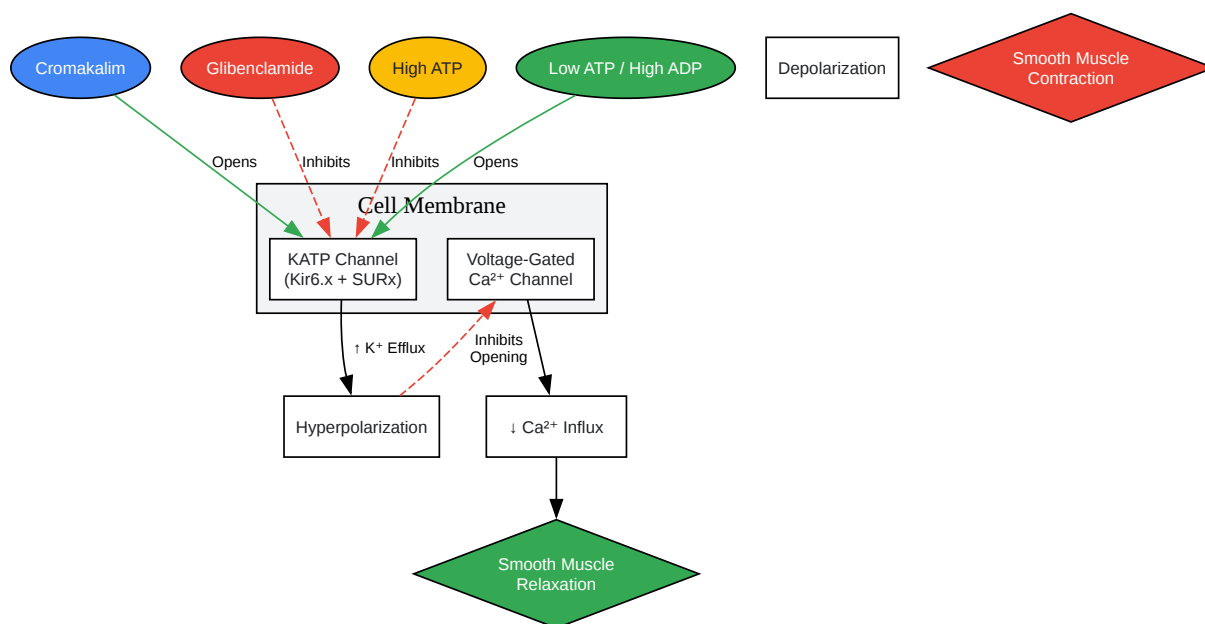 Cromakalim
Glibenclamide
High ATP
Low ATP / High ADP
Depolarization
Smooth Muscle
Contraction
Opens
Inhibits
Inhibits
Opens
Cell Membrane
KATP Channel
(Kir6.x + SURx)
Voltage-Gated
Ca²⁺ Channel
↑ K⁺ Efflux
Inhibits
Opening
Hyperpolarization
↓ Ca²⁺ Influx
Smooth Muscle
Relaxation